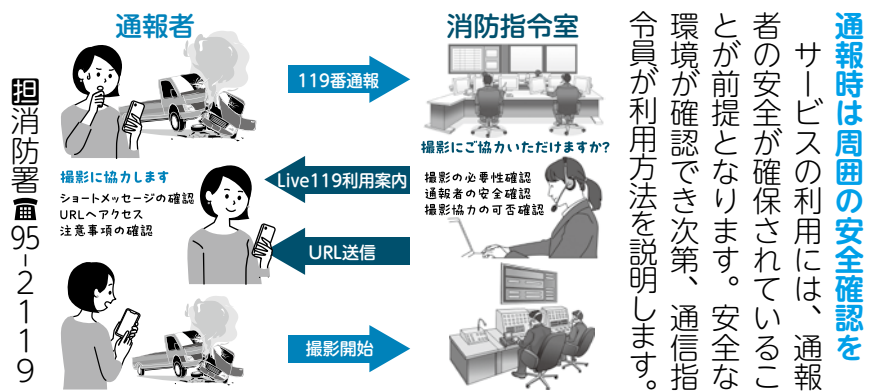 通報時は周囲の安全確認を
サービスの利用には、通報
者の安全が確保されているこ
とが前提となります。安全な
環境が確認でき次第、通信指
令員が利用方法を説明します。
通報者
消防指令室
119番通報
撮影にご協力いただけますか?
Live119利用案内
撮影の必要性確認
通報者の安全確認
撮影協力の可否確認
撮影に協力します
ショートメッセージの確認
URLへアクセス
注意事項の確認
URL送信
撮影開始
担消防署☎95-2119